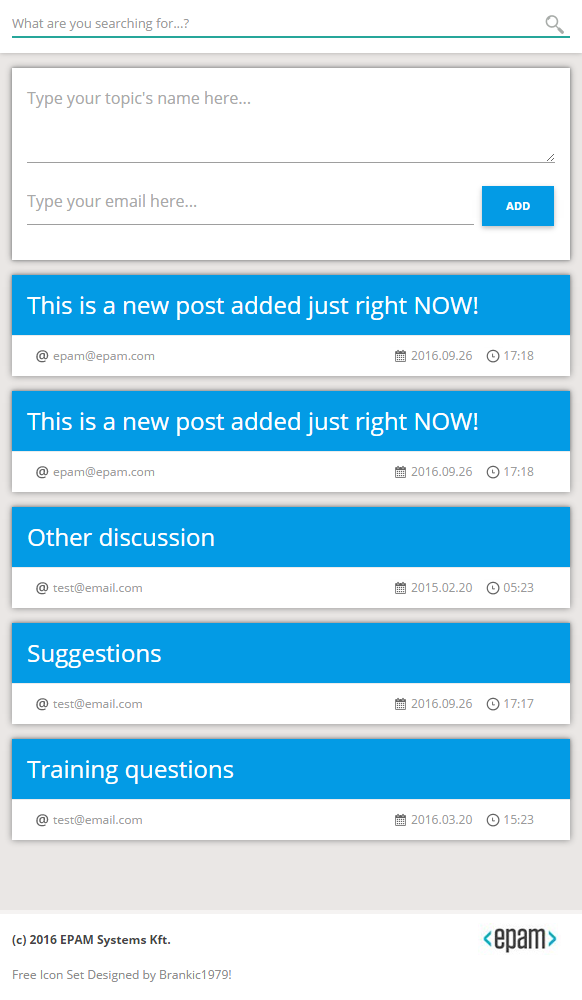 What are you searching for...?
Type your topic's name here...
Type your email here...
ADD
This is a new post added just right NOW!
@ epam@epam.com 2016.09.26 17:18
This is a new post added just right NOW!
@ epam@epam.com 2016.09.26 17:18
Other discussion
@ test@email.com 2015.02.20 05:23
Suggestions
@ test@email.com 2016.09.26 17:17
Training questions
@ test@email.com 2016.03.20 15:23
(c) 2016 EPAM Systems Kft.
<epam>
Free Icon Set Designed by Brankic1979!